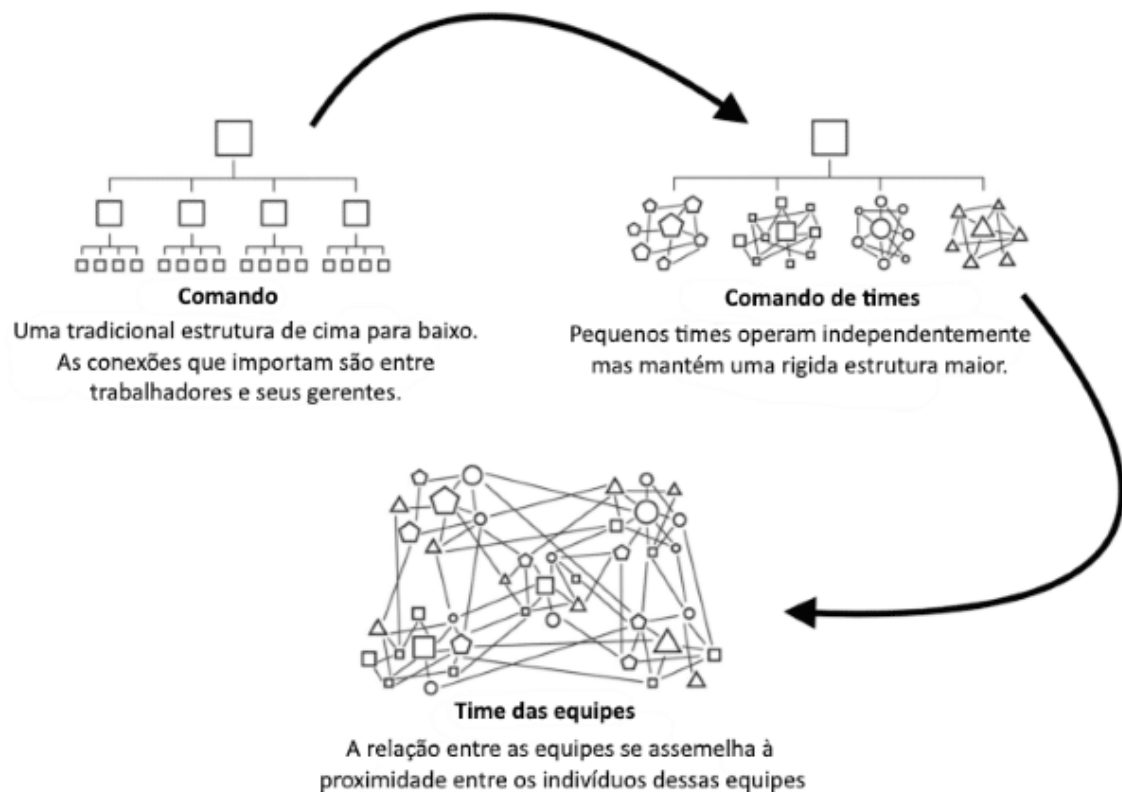 Comando
Uma tradicional estrutura de cima para baixo.
As conexões que importam são entre
trabalhadores e seus gerentes.
Comando de times
Pequenos times operam independentemente
mas mantém uma rigida estrutura maior.
Time das equipes
A relação entre as equipes se assemelha à
proximidade entre os indivíduos dessas equipes